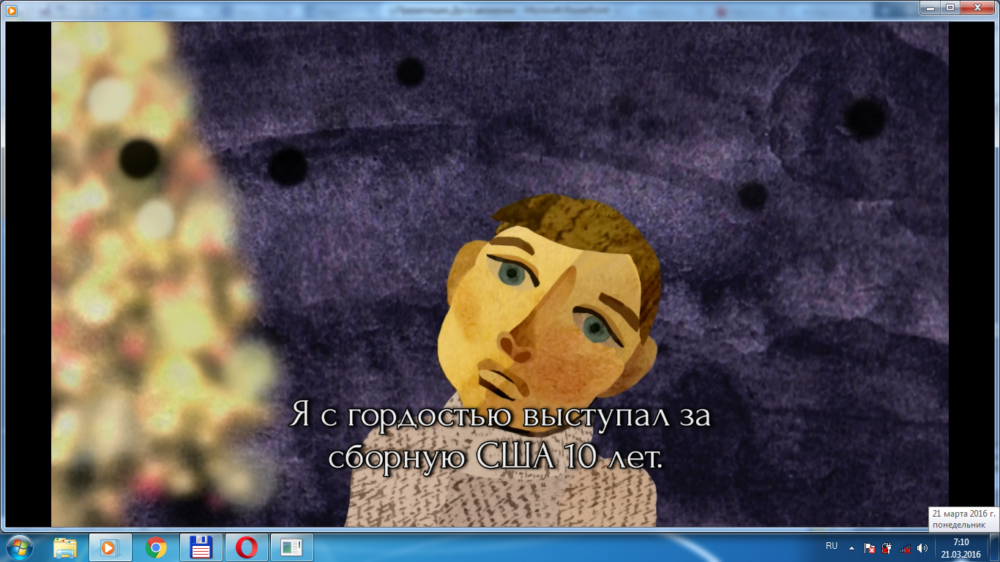 Я с гордостью выступал за
сборную США 10 лет.
21 марта 2016 г.
понедельник
RU
7:10
21.03.2016